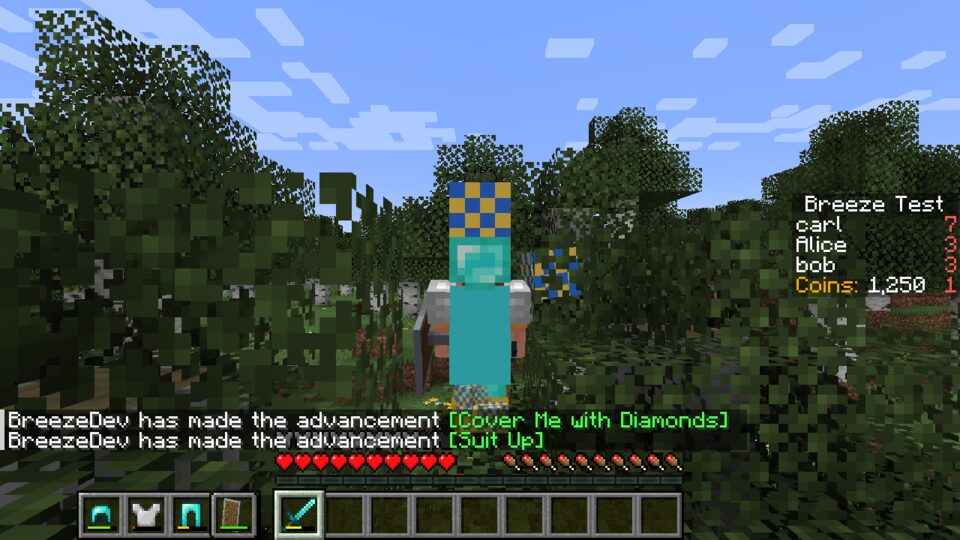 Breeze Test
carl 7
Alice 3
bob 3
Coins: 1,250 1
BreezeDev has made the advancement [Cover Me with Diamonds]
BreezeDev has made the advancement [Suit Up]